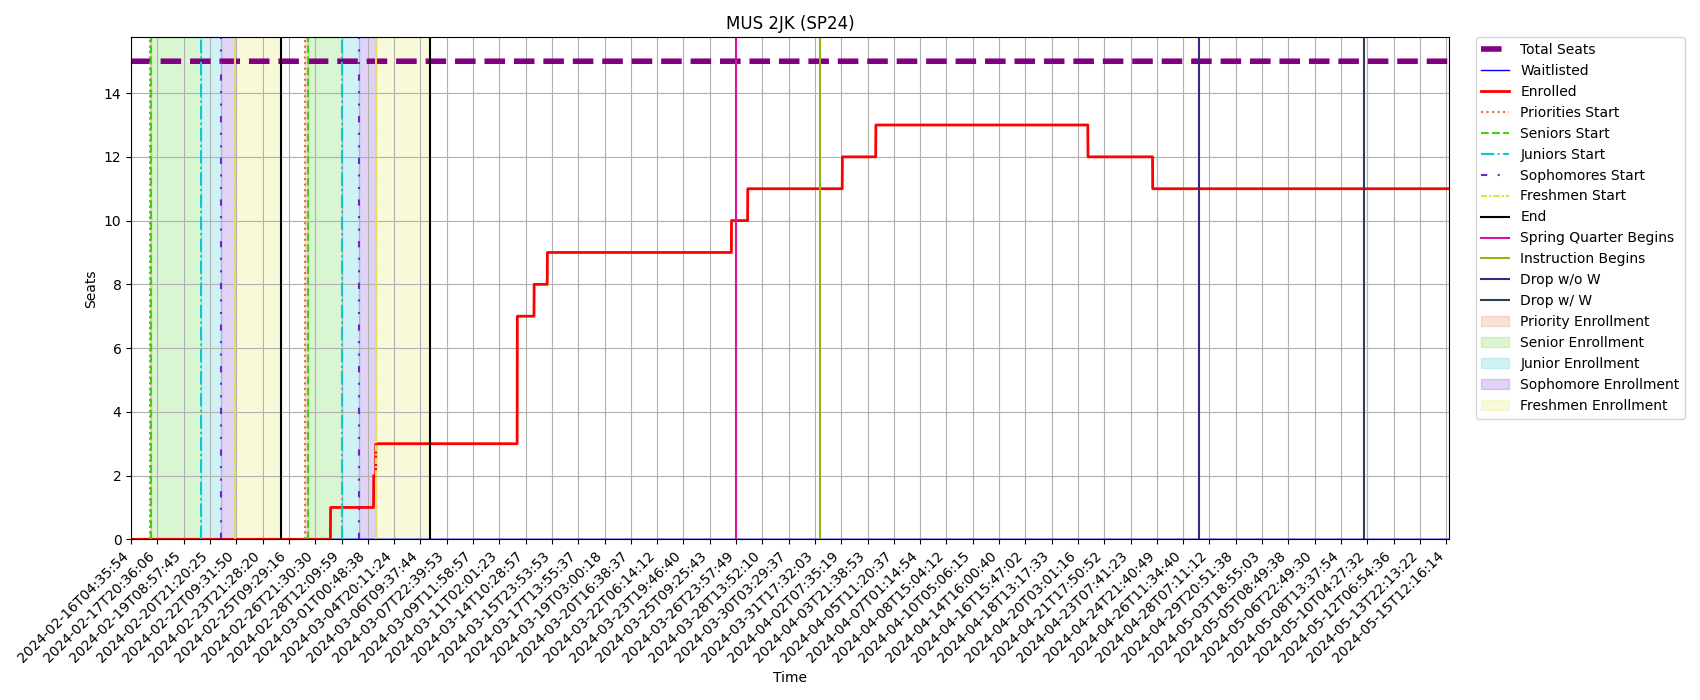 MUS 2JK (SP24)
Seats
14
12
10
8
6
4
2
0
2024-02-16T04:35:54
2024-02-17T20:36:06
2024-02-19T08:57:45
2024-02-20T21:20:25
2024-02-22T09:31:50
2024-02-23T21:28:20
2024-02-25T09:29:16
2024-02-26T21:30:30
2024-02-28T12:09:59
2024-03-01T00:48:38
2024-03-04T20:11:24
2024-03-06T09:37:44
2024-03-07T22:39:53
2024-03-09T11:58:57
2024-03-11T02:01:23
2024-03-14T10:28:57
2024-03-15T23:53:53
2024-03-17T13:55:37
2024-03-19T03:00:18
2024-03-20T16:38:37
2024-03-22T06:14:12
2024-03-23T19:46:40
2024-03-25T09:25:43
2024-03-26T23:57:49
2024-03-28T13:52:10
2024-03-30T03:29:37
2024-03-31T17:32:03
2024-04-02T07:35:19
2024-04-03T21:38:53
2024-04-05T11:20:37
2024-04-07T01:14:54
2024-04-08T15:04:12
2024-04-10T05:06:15
2024-04-14T16:00:40
2024-04-16T15:47:02
2024-04-18T13:17:33
2024-04-20T03:01:16
2024-04-21T17:50:52
2024-04-23T07:41:23
2024-04-24T21:40:49
2024-04-26T11:34:40
2024-04-28T07:11:12
2024-04-29T20:51:38
2024-05-03T18:55:03
2024-05-05T08:49:38
2024-05-06T22:49:30
2024-05-08T13:37:54
2024-05-10T04:27:32
2024-05-12T06:54:36
2024-05-13T22:13:22
2024-05-15T12:16:14
Time
Total Seats
Waitlisted
Enrolled
Priorities Start
Seniors Start
Juniors Start
Sophomores Start
Freshmen Start
End
Spring Quarter Begins
Instruction Begins
Drop w/o W
Drop w/ W
Priority Enrollment
Senior Enrollment
Junior Enrollment
Sophomore Enrollment
Freshmen Enrollment